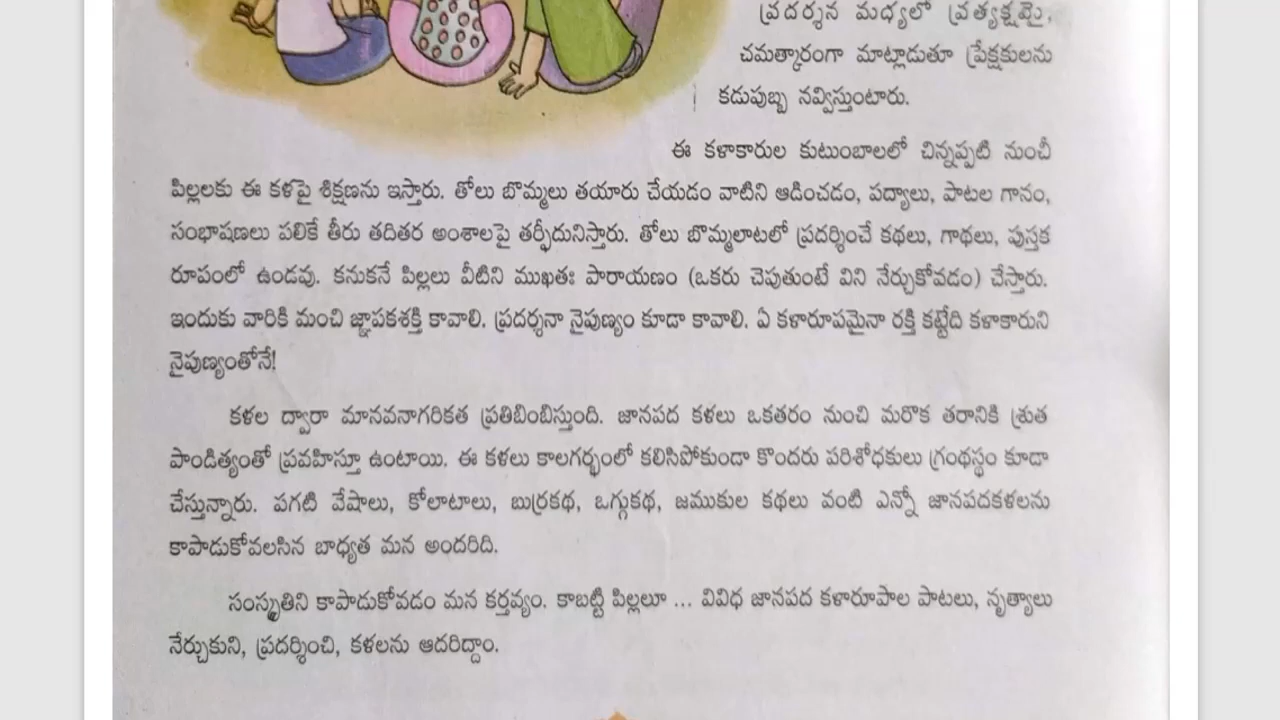 ప్రదర్శన మధ్యలో ప్రత్యక్షమై,
చమత్కారంగా మాట్లాడుతూ ప్రేక్షకులను
కడుపుబ్బ నవ్విస్తుంటారు.
ఈ కళాకారుల కుటుంబాలలో చిన్నప్పటి నుంచీ
పిల్లలకు ఈ కళపై శిక్షణను ఇస్తారు. తోలు బొమ్మలు తయారు చేయడం వాటిని ఆడించడం, పద్యాలు, పాటల గానం,
సంభాషణలు పలికే తీరు తదితర అంశాలపై తర్ఫీదునిస్తారు. తోలు బొమ్మలాటలో ప్రదర్శించే కథలు, గాథలు, పుస్తక
రూపంలో ఉండవు. కనుకనే పిల్లలు వీటిని ముఖతః పారాయణం (ఒకరు చెపుతుంటే విని నేర్చుకోవడం) చేస్తారు.
ఇందుకు వారికి మంచి జ్ఞాపకశక్తి కావాలి. ప్రదర్శనా నైపుణ్యం కూడా కావాలి. ఏ కళారూపమైనా రక్తి కట్టేది కళాకారుని
నైపుణ్యంతోనే!
కళల ద్వారా మానవనాగరికత ప్రతిబింబిస్తుంది. జానపద కళలు ఒకతరం నుంచి మరొక తరానికి శ్రుత
పాండిత్యంతో ప్రవహిస్తూ ఉంటాయి. ఈ కళలు కాలగర్భంలో కలిసిపోకుండా కొందరు పరిశోధకులు గ్రంథస్థం కూడా
చేస్తున్నారు. పగటి వేషాలు, కోలాటాలు, బుర్రకథ, ఒగ్గుకథ, జముకుల కథలు వంటి ఎన్నో జానపదకళలను
కాపాడుకోవలసిన బాధ్యత మన అందరిది.
సంస్కృతిని కాపాడుకోవడం మన కర్తవ్యం. కాబట్టి పిల్లలూ ... వివిధ జానపద కళారూపాల పాటలు, నృత్యాలు
నేర్చుకుని, ప్రదర్శించి, కళలను ఆదరిద్దాం.